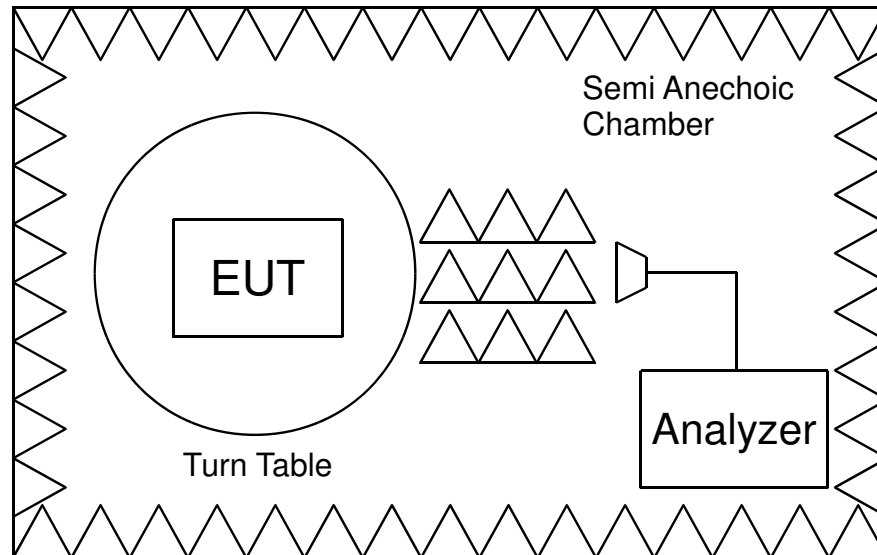 Semi Anechoic
Chamber
EUT
Analyzer
Turn Table